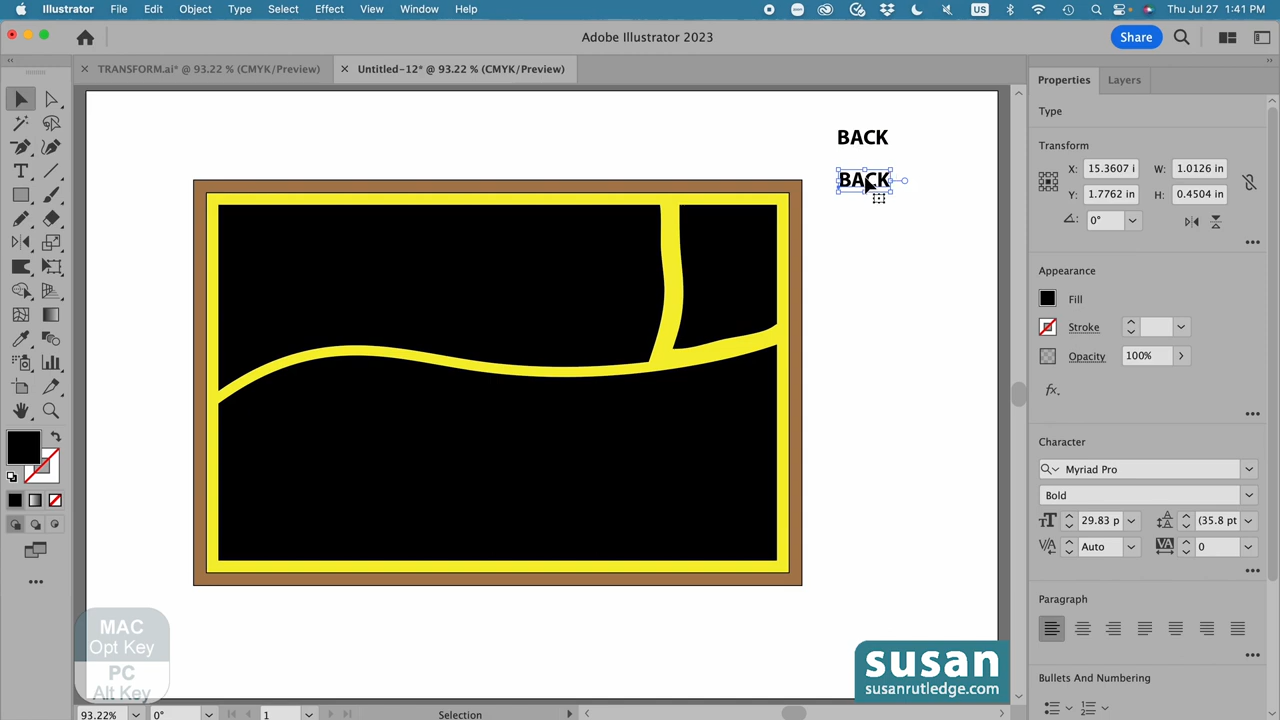 Illustrator File Edit Object Type Select Effect View Window Help US Thu Jul 27 1:41 PM
Adobe Illustrator 2023
Share
TRANSFORM.ai* @ 93.22 % (CMYK/Preview)
Untitled-12* @ 93.22 % (CMYK/Preview)
BACK
BACK
MAC
Opt Key
PC
Alt Key
susan
susanrutledge.com
93.22% 0° 1 Selection
Properties Layers
Type
Transform
X: 15.3607 i W: 1.0126 in
Y: 1.7762 in H: 0.4504 in
0°
Appearance
Fill
Stroke
Opacity 100%
fx.
Character
Myriad Pro
Bold
29.83 p (35.8 pt
Auto 0
Paragraph
Bullets And Numbering